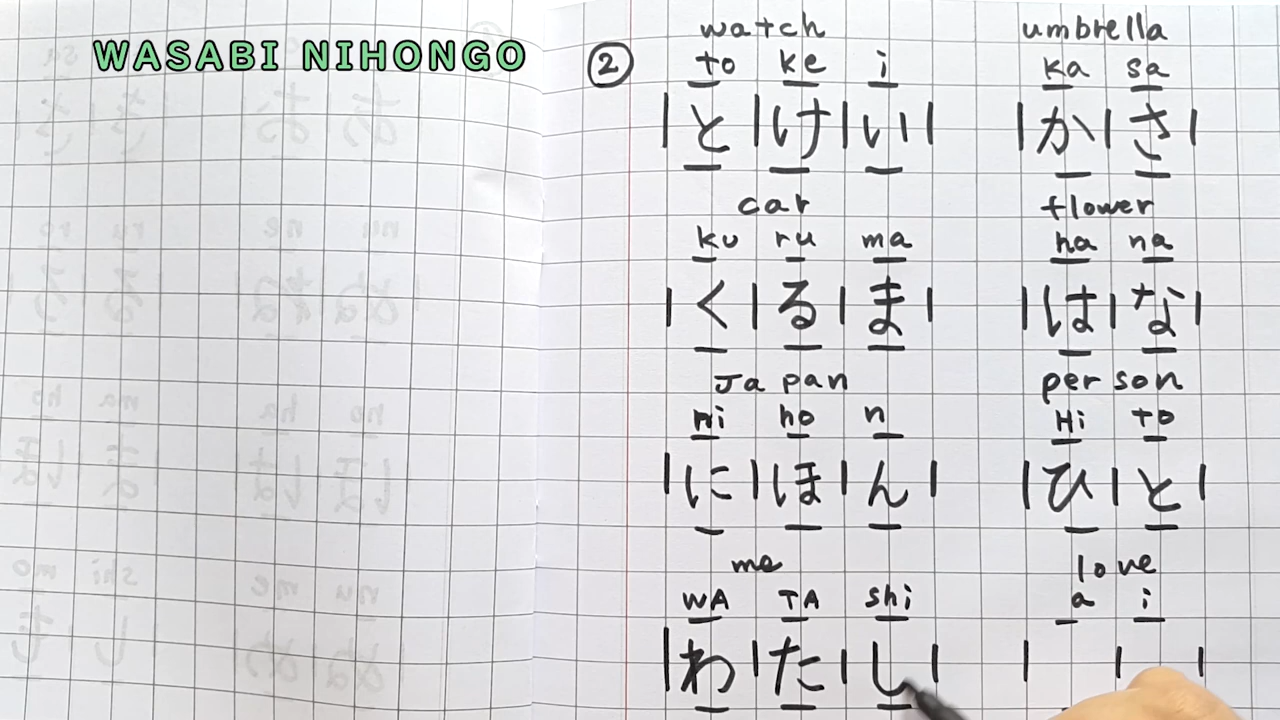 WASABI NIHONGO
②
watch
to ke i
とけい
umbrella
ka sa
かさ
car
ku ru ma
くるま
flower
ha na
はな
Japan
ni ho n
にほん
person
Hi to
ひと
me
WA TA shi
わたし
love
a i